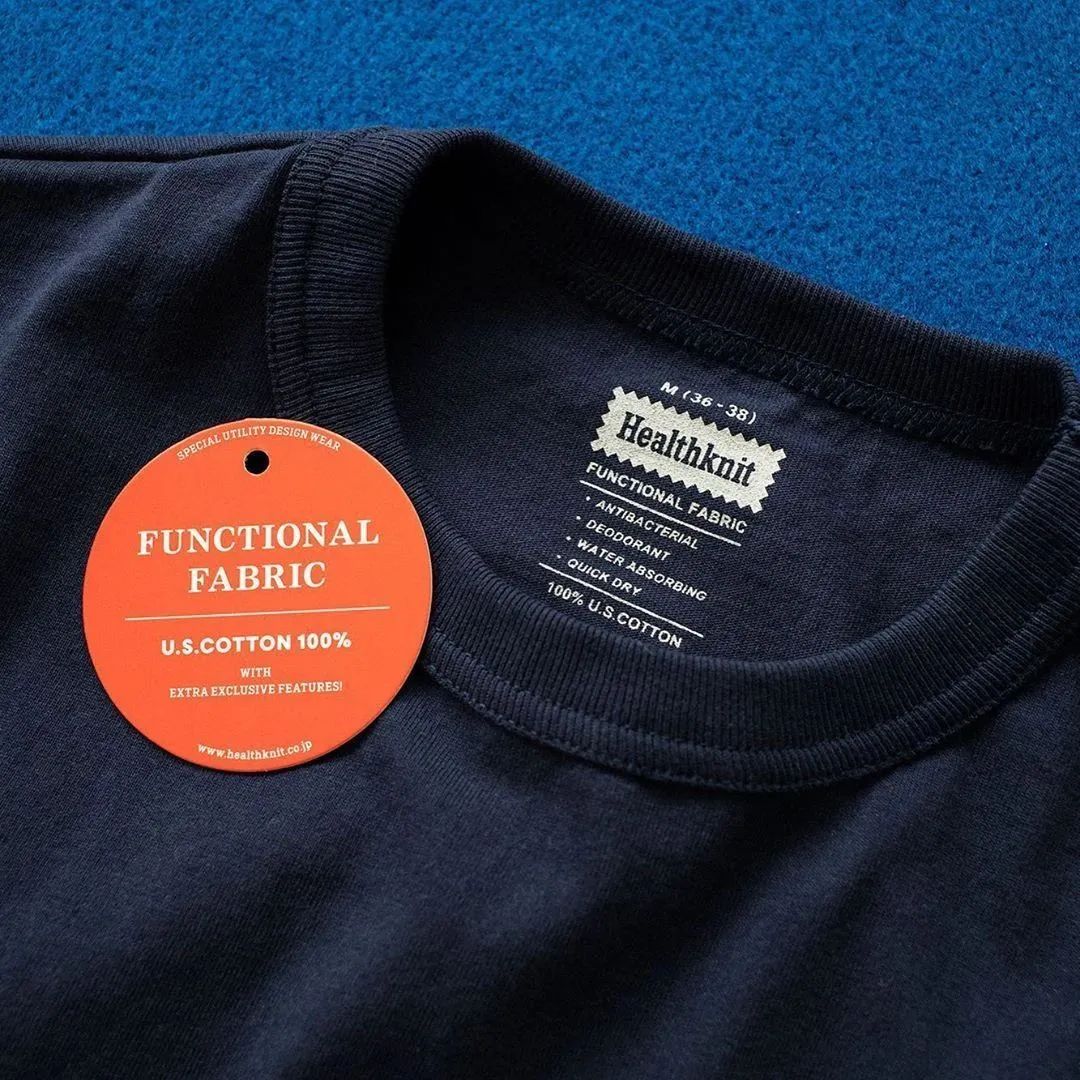 SPECIAL UTILITY DESIGN WEAR
FUNCTIONAL
FABRIC
U.S.COTTON 100%
WITH
EXTRA EXCLUSIVE FEATURES!
www.healthknit.co.jp
M (36 - 38)
Healthknit
FUNCTIONAL FABRIC
• ANTIBACTERIAL
• DEODORANT
• WATER ABSORBING
• QUICK DRY
100% U.S.COTTON